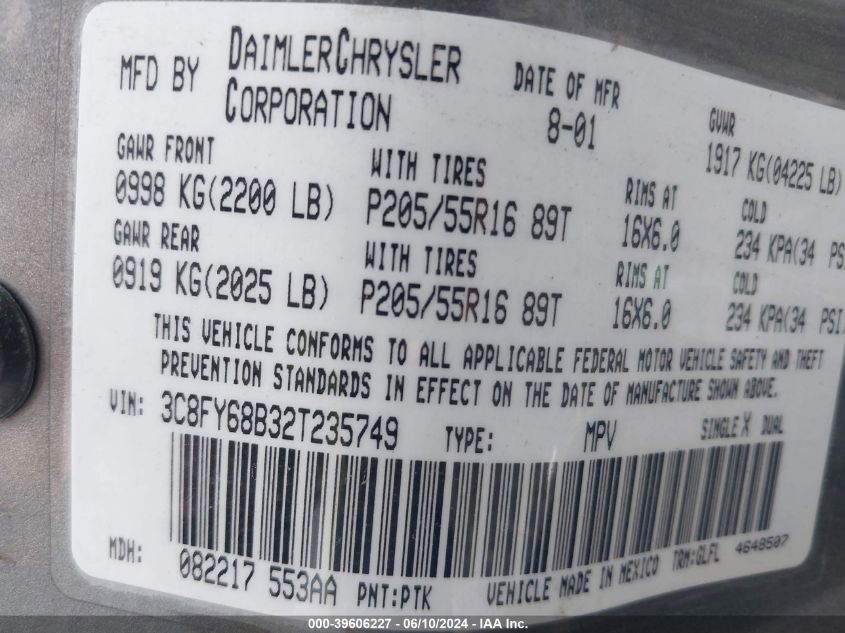 MFD BY DAIMLERCHRYSLER CORPORATION
DATE OF MFR 8-01
GVWR 1917 KG(04225 LB)
GAWR FRONT WITH TIRES RIMS AT COLD
0998 KG(2200 LB) P205/55R16 89T 16X6.0 234 KPA(34 PSI
GAWR REAR WITH TIRES RIMS AT COLD
0919 KG(2025 LB) P205/55R16 89T 16X6.0 234 KPA(34 PSI)
THIS VEHICLE CONFORMS TO ALL APPLICABLE FEDERAL MOTOR VEHICLE SAFETY AND THEFT
PREVENTION STANDARDS IN EFFECT ON THE DATE OF MANUFACTURE SHOWN ABOVE.
VIN: 3C8FY68B32T235749 TYPE: MPV SINGLE X DUAL
MDH: 082217 553AA PNT:PTK VEHICLE MADE IN MEXICO TRM:GLFL 4648507
000-39606227 - 06/10/2024 - IAA Inc.